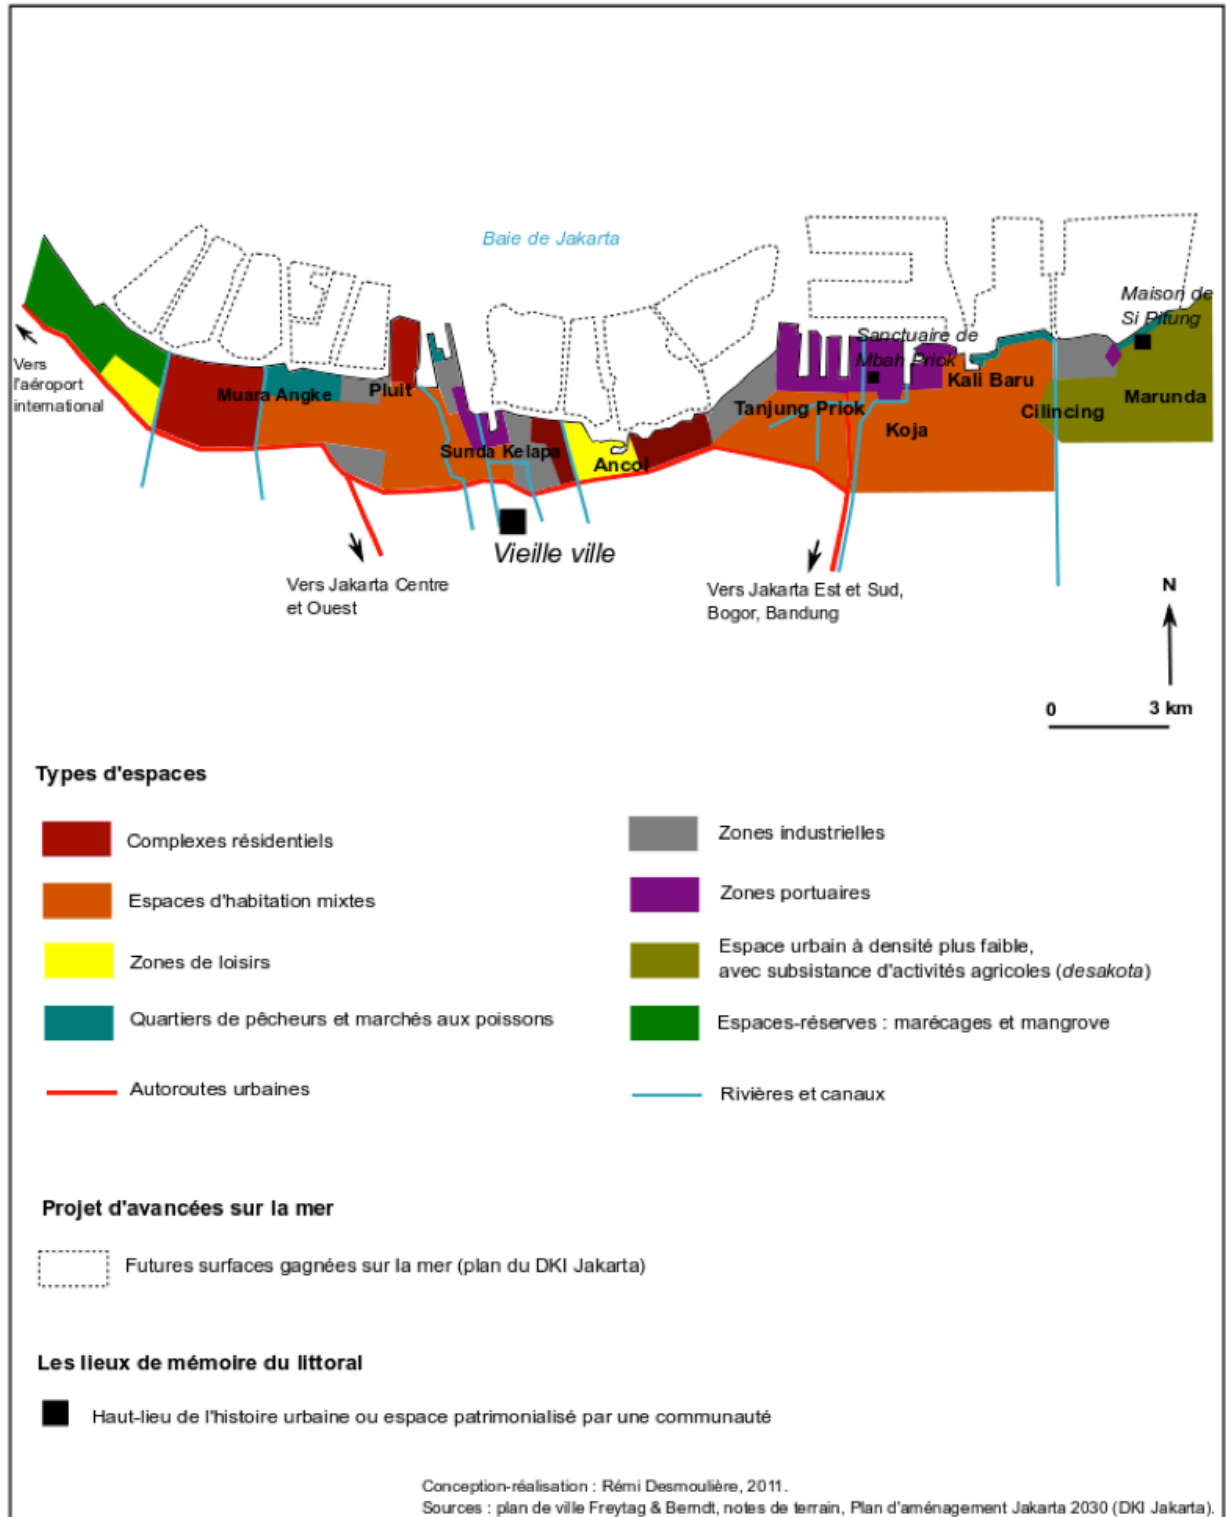 Baie de Jakarta
Maison de
Si Pitung
Sanctuaire de
Mbah Priok
Vers
l'aéroport
international
Muara Angke
Pluit
Kali Baru
Marunda
Tanjung Priok
Cilincing
Koja
Sunda Kelapa
Ancol
Vieille ville
Vers Jakarta Centre
et Ouest
Vers Jakarta Est et Sud,
Bogor, Bandung
N
0 3 km
Types d'espaces
Complexes résidentiels
Zones industrielles
Espaces d'habitation mixtes
Zones portuaires
Zones de loisirs
Espace urbain à densité plus faible,
avec subsistance d'activités agricoles (desakota)
Quartiers de pêcheurs et marchés aux poissons
Espaces-réserves : marécages et mangrove
Autoroutes urbaines
Rivières et canaux
Projet d'avancées sur la mer
Futures surfaces gagnées sur la mer (plan du DKI Jakarta)
Les lieux de mémoire du littoral
Haut-lieu de l'histoire urbaine ou espace patrimonialisé par une communauté
Conception-réalisation : Rémi Desmoulière, 2011.
Sources : plan de ville Freytag & Berndt, notes de terrain, Plan d'aménagement Jakarta 2030 (DKI Jakarta).